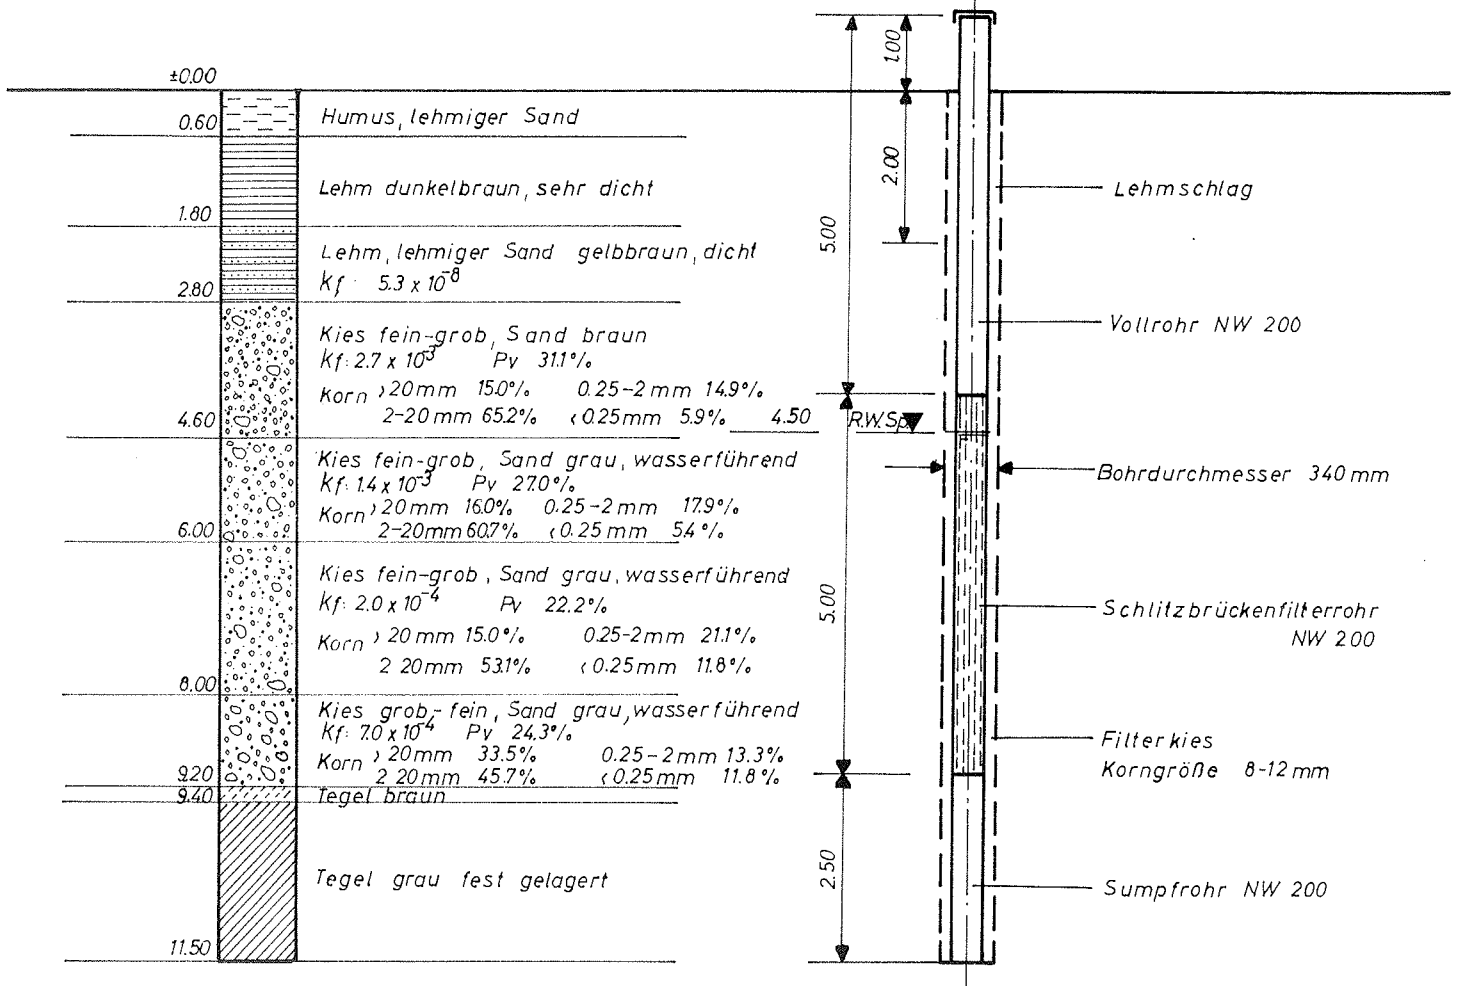 ±0.00
0.60
Humus, lehmiger Sand
Lehm dunkelbraun, sehr dicht
1.80
Lehm, lehmiger Sand gelbbraun, dicht
Kf 5.3 x 10-8
2.80
Kies fein-grob, Sand braun
Kf: 2.7 x 10-3 Pv 31.1%
Korn >20mm 15.0% 0.25-2mm 14.9%
2-20mm 65.2% <0.25mm 5.9%
4.60
Kies fein-grob, Sand grau, wasserführend
Kf: 1.4 x 10-3 Pv 27.0%
Korn >20mm 16.0% 0.25-2mm 17.9%
2-20mm 60.7% <0.25mm 5.4%
6.00
Kies fein-grob, Sand grau, wasserführend
Kf: 2.0 x 10-4 Pv 22.2%
Korn >20mm 15.0% 0.25-2mm 21.1%
2 20mm 53.1% <0.25mm 11.8%
8.00
Kies grob,-fein, Sand grau, wasserführend
Kf: 7.0 x 10-4 Pv 24.3%
Korn >20mm 33.5% 0.25-2mm 13.3%
2 20mm 45.7% <0.25mm 11.8%
9.20
9.40
Tegel braun
Tegel grau fest gelagert
11.50
1.00
2.00
5.00
4.50 R.W.Sp.
5.00
2.50
Lehmschlag
Vollrohr NW 200
Bohrdurchmesser 340mm
Schlitzbrückenfilterrohr
NW 200
Filterkies
Korngröße 8-12mm
Sumpfrohr NW 200